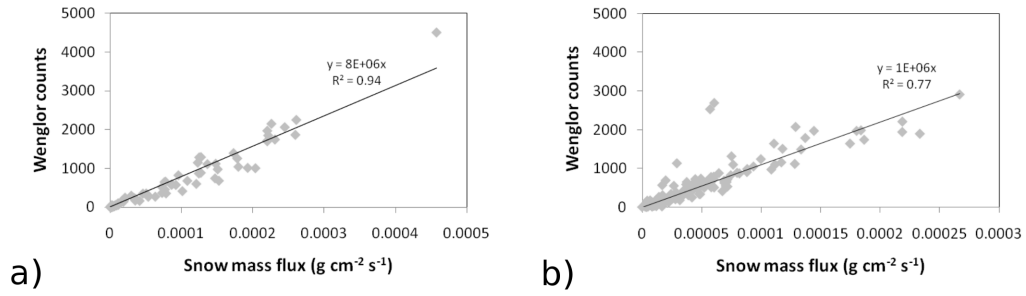 5000
4000
3000
2000
1000
0
Wenglor counts
y = 8E+06x
R² = 0.94
0 0.0001 0.0002 0.0003 0.0004 0.0005
Snow mass flux (g cm⁻² s⁻¹)
a)
5000
4000
3000
2000
1000
0
Wenglor counts
y = 1E+06x
R² = 0.77
0 0.00005 0.0001 0.00015 0.0002 0.00025 0.0003
Snow mass flux (g cm⁻² s⁻¹)
b)